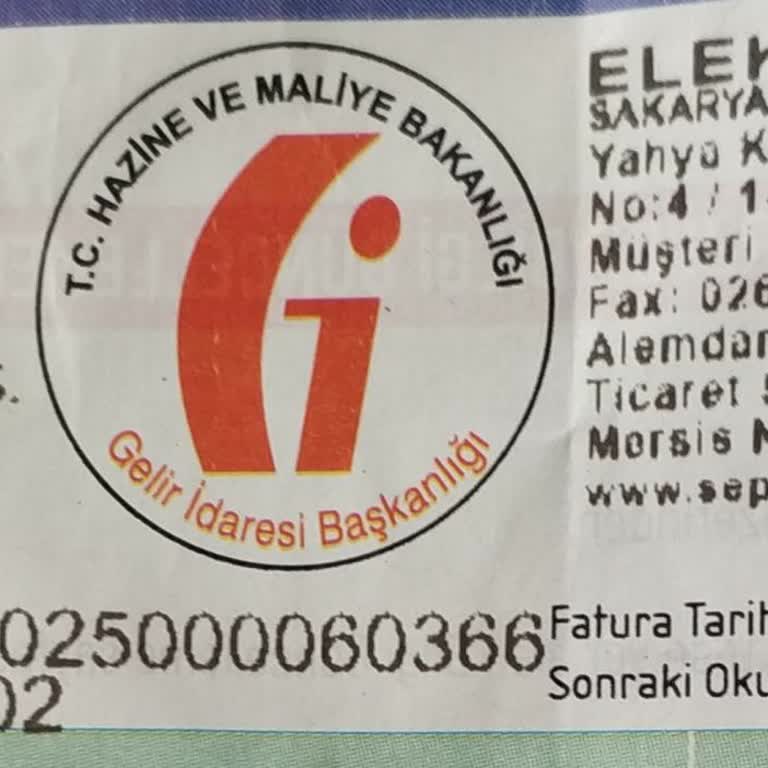 T.C. HAZİNE VE MALİYE BAKANLIĞI
Gelir İdaresi Başkanlığı
ELEK
SAKARYA
Yahya K
No:4 / 1
Müşteri
Fax: 026
Alemdar
Ticaret S
Mersis N
www.sep
S.
0250000060366
02
Fatura Tarih
Sonraki Oku